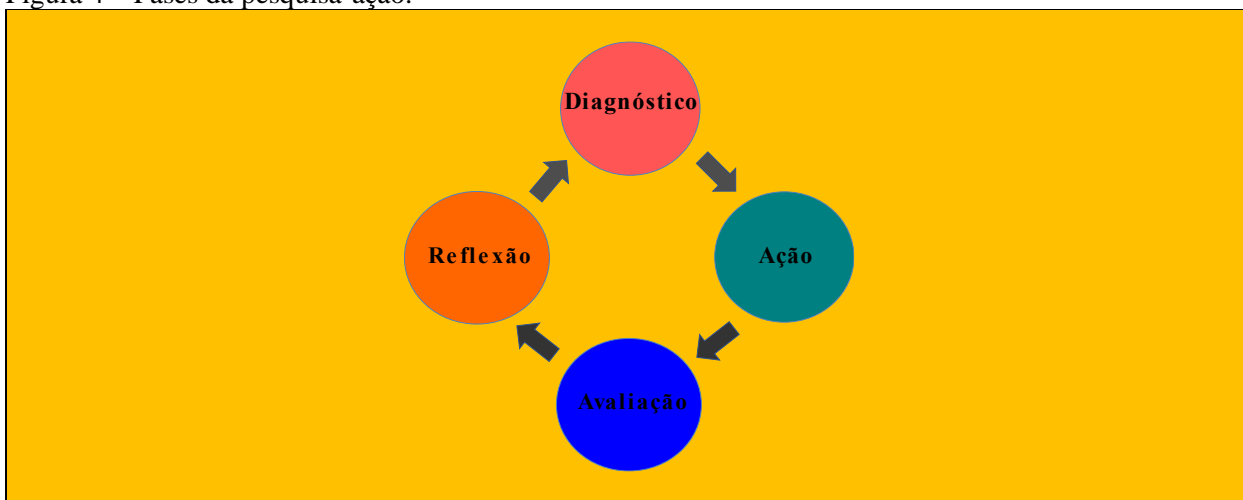 Figura 4 – Fases da pesquisa-ação.
Diagnóstico
Reflexão
Ação
Avaliação